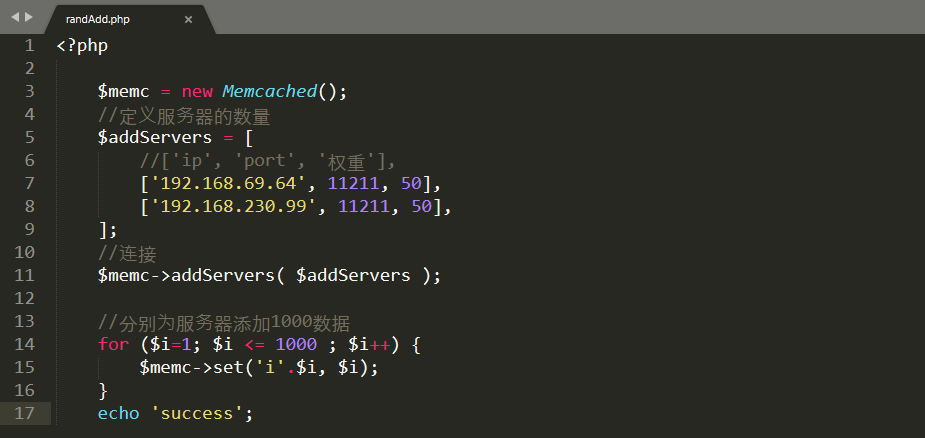 randAdd.php
1 <?php
2
3 $memc = new Memcached();
4 //定义服务器的数量
5 $addServers = [
6 //['ip', 'port', '权重'],
7 ['192.168.69.64', 11211, 50],
8 ['192.168.230.99', 11211, 50],
9 ];
10 //连接
11 $memc->addServers( $addServers );
12
13 //分别为服务器添加1000数据
14 for ($i=1; $i <= 1000 ; $i++) {
15 $memc->set('i'.$i, $i);
16 }
17 echo 'success';